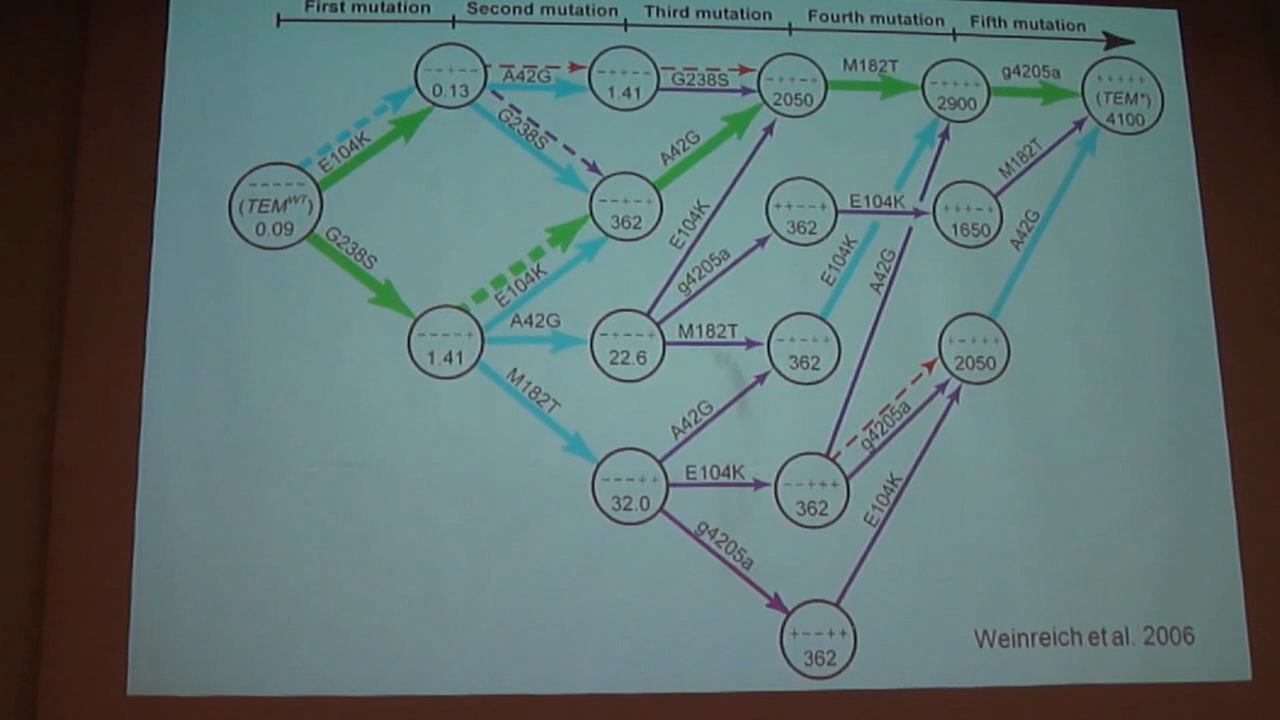 First mutation
Second mutation
Third mutation
Fourth mutation
Fifth mutation
--+--
0.13
A42G
-++--
1.41
G238S
-++-+
2050
M182T
-++++
2900
g4205a
+++++
(TEM*)
4100
E104K
G238S
A42G
-----
(TEMWT)
0.09
--+-+
362
E104K
g4205a
++--+
362
E104K
+++-+
1650
M182T
A42G
G238S
E104K
----+
1.41
A42G
-+--+
22.6
M182T
-+-++
362
E104K
A42G
++-++
2050
M182T
A42G
g4205a
---++
32.0
E104K
--+++
362
E104K
g4205a
+--++
362
Weinreich et al. 2006